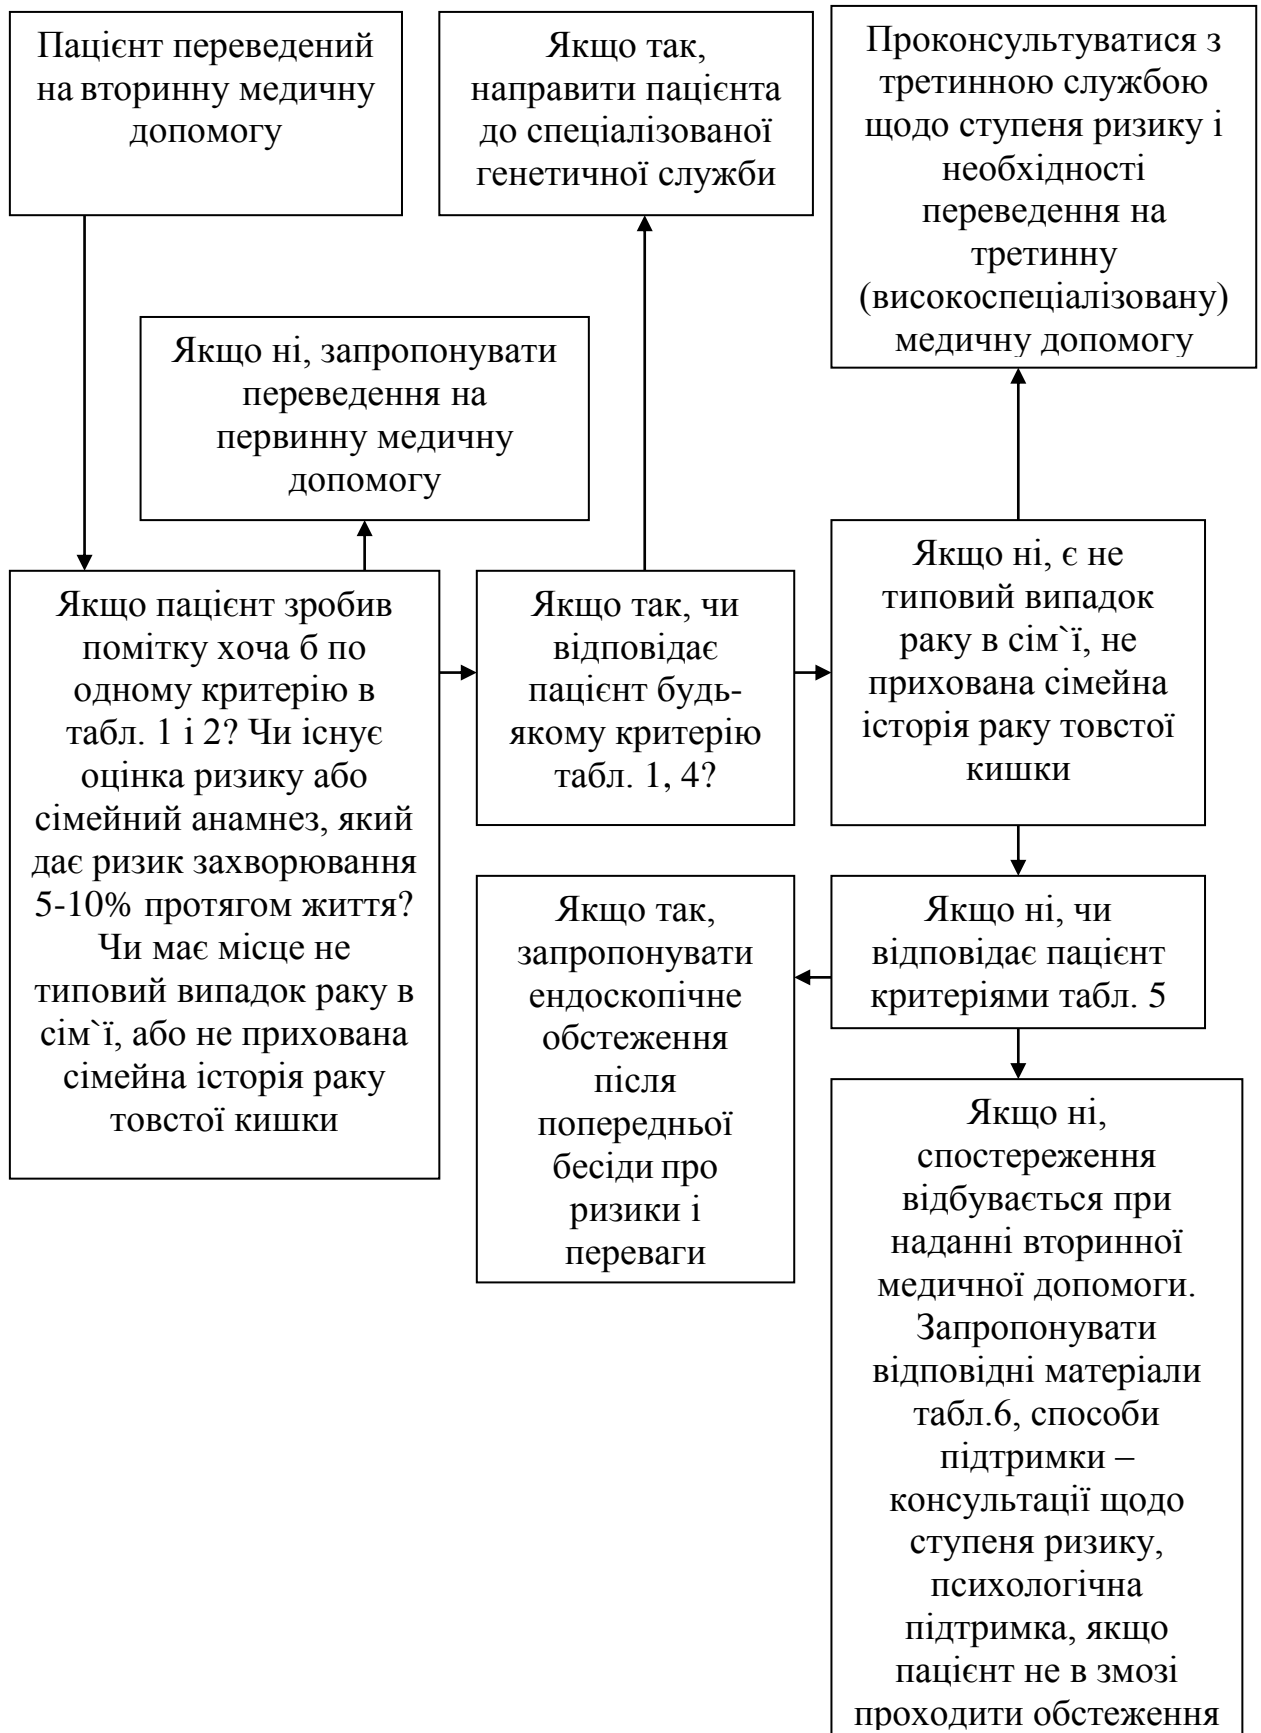 Пацієнт переведений
на вторинну медичну
допомогу
Якщо так,
направити пацієнта
до спеціалізованої
генетичної служби
Проконсультуватися з
третинною службою
щодо ступеня ризику і
необхідності
переведення на
третинну
(високоспеціалізовану)
медичну допомогу
Якщо ні, запропонувати
переведення на
первинну медичну
допомогу
Якщо пацієнт зробив
помітку хоча б по
одному критерію в
табл. 1 і 2? Чи існує
оцінка ризику або
сімейний анамнез, який
дає ризик захворювання
5-10% протягом життя?
Чи має місце не
типовий випадок раку в
сім`ї, або не прихована
сімейна історія раку
товстої кишки
Якщо так, чи
відповідає
пацієнт будь-
якому критерію
табл. 1, 4?
Якщо ні, є не
типовий випадок
раку в сім`ї, не
прихована сімейна
історія раку товстої
кишки
Якщо так,
запропонувати
ендоскопічне
обстеження
після
попередньої
бесіди про
ризики і
переваги
Якщо ні, чи
відповідає пацієнт
критеріями табл. 5
Якщо ні,
спостереження
відбувається при
наданні вторинної
медичної допомоги.
Запропонувати
відповідні матеріали
табл.6, способи
підтримки –
консультації щодо
ступеня ризику,
психологічна
підтримка, якщо
пацієнт не в змозі
проходити обстеження